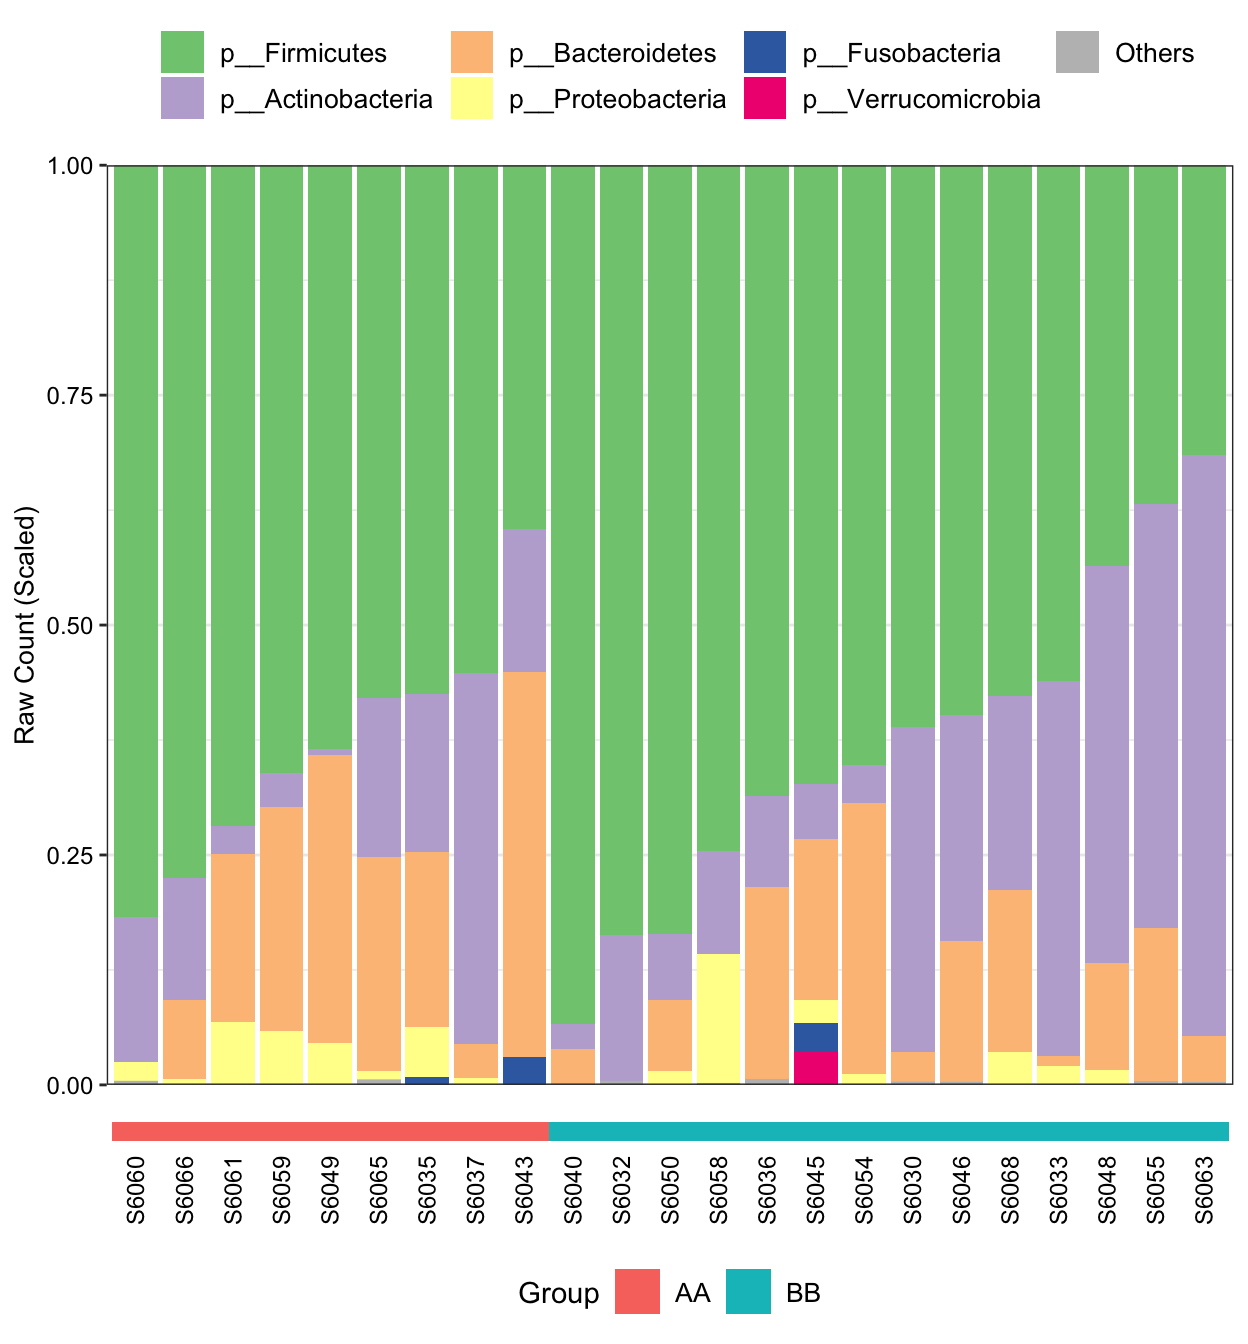 p__Firmicutes p__Bacteroidetes p__Fusobacteria Others
p__Actinobacteria p__Proteobacteria p__Verrucomicrobia
1.00
0.75
0.50
0.25
0.00
Raw Count (Scaled)
S6060 S6066 S6061 S6059 S6049 S6065 S6035 S6037 S6043 S6040 S6032 S6050 S6058 S6036 S6045 S6054 S6030 S6046 S6068 S6033 S6048 S6055 S6063
Group AA BB